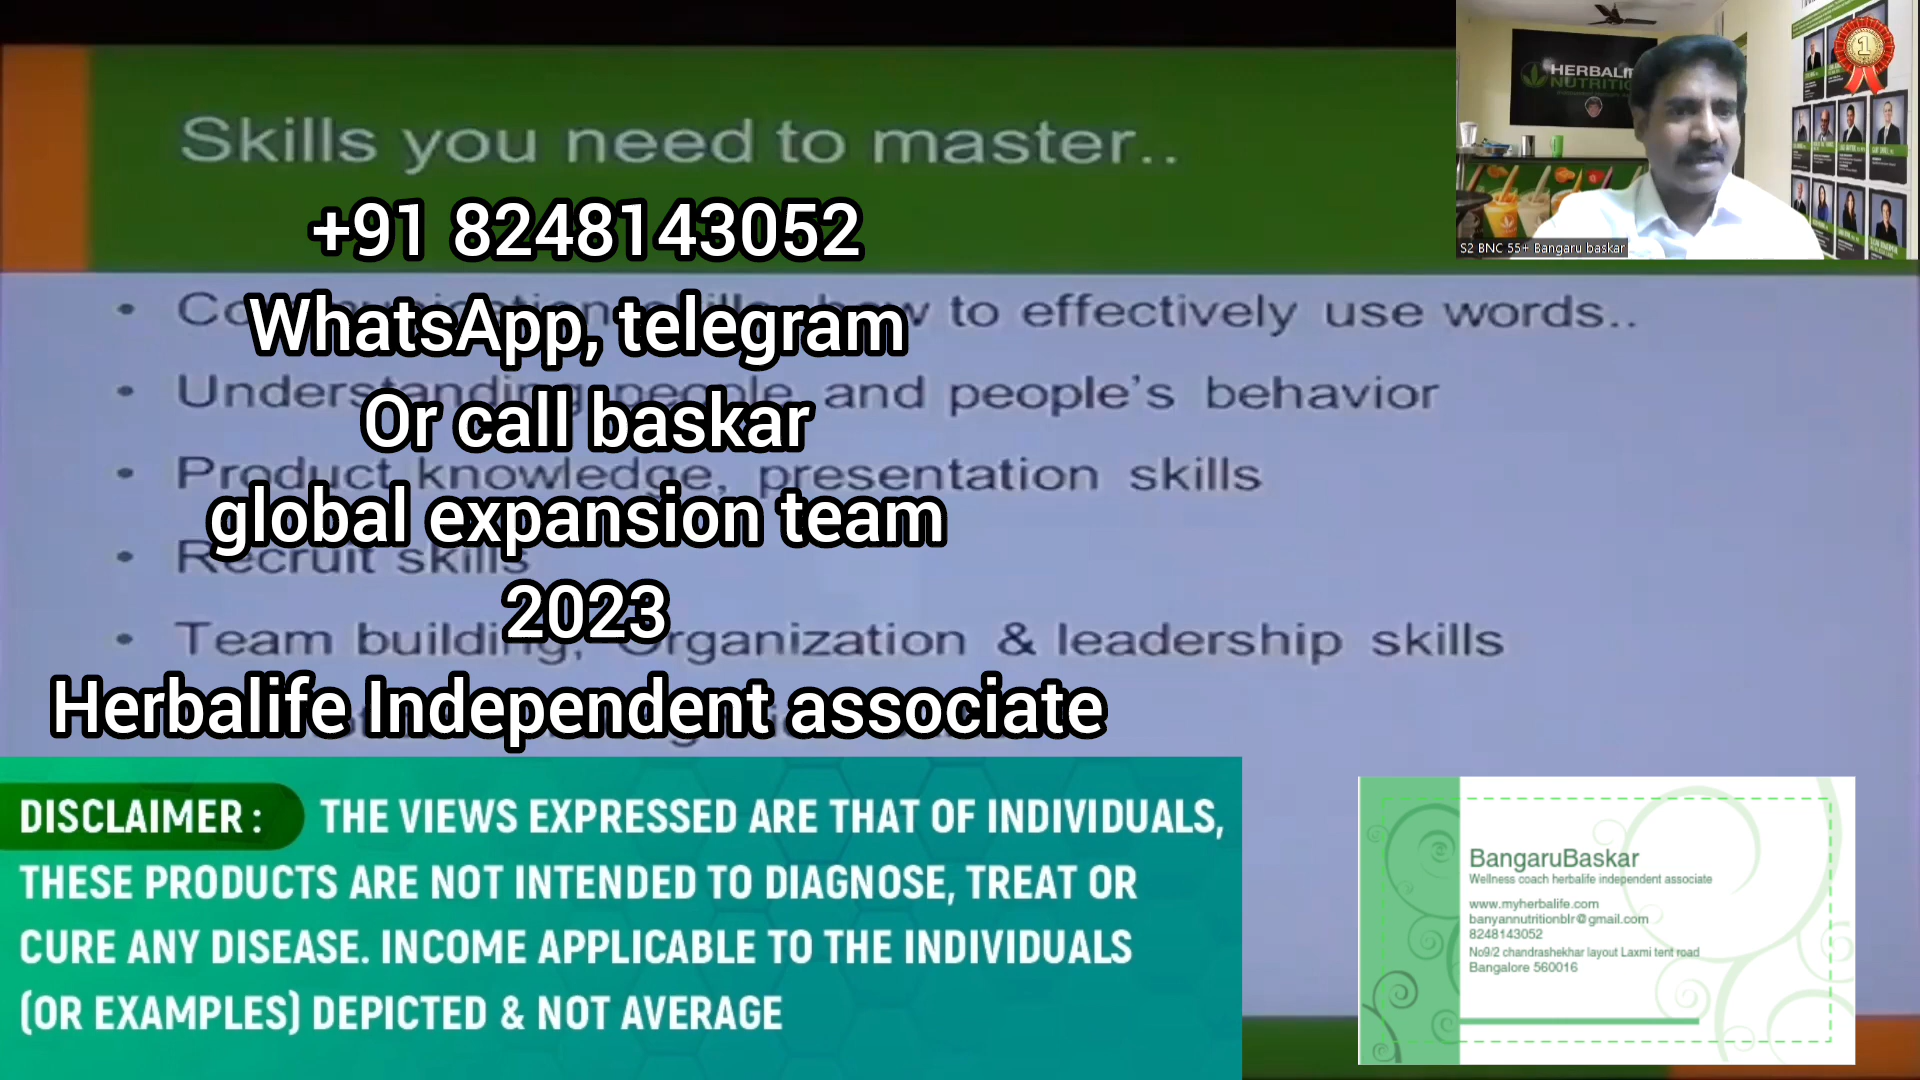 Skills you need to master..
+91 8248143052
WhatsApp, telegram
Or call baskar
global expansion team
2023
Herbalife Independent associate
• to effectively use words..
• Understanding people and people's behavior
• Product knowledge, presentation skills
• Recruit skills
• Team building, Organization & leadership skills
HERBALIFE
NUTRITION
S2 BNC 55+ Bangaru baskar
1
DISCLAIMER : THE VIEWS EXPRESSED ARE THAT OF INDIVIDUALS,
THESE PRODUCTS ARE NOT INTENDED TO DIAGNOSE, TREAT OR
CURE ANY DISEASE. INCOME APPLICABLE TO THE INDIVIDUALS
(OR EXAMPLES) DEPICTED & NOT AVERAGE
BangaruBaskar
Wellness coach herbalife independent associate
www.myherbalife.com
banyannutritionblr@gmail.com
8248143052
No9/2 chandrashekhar layout Laxmi tent road
Bangalore 560016